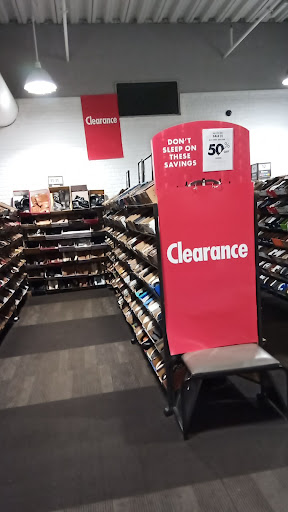 Clearance
DON'T
SLEEP ON
THESE
SAVINGS
50%
Clearance